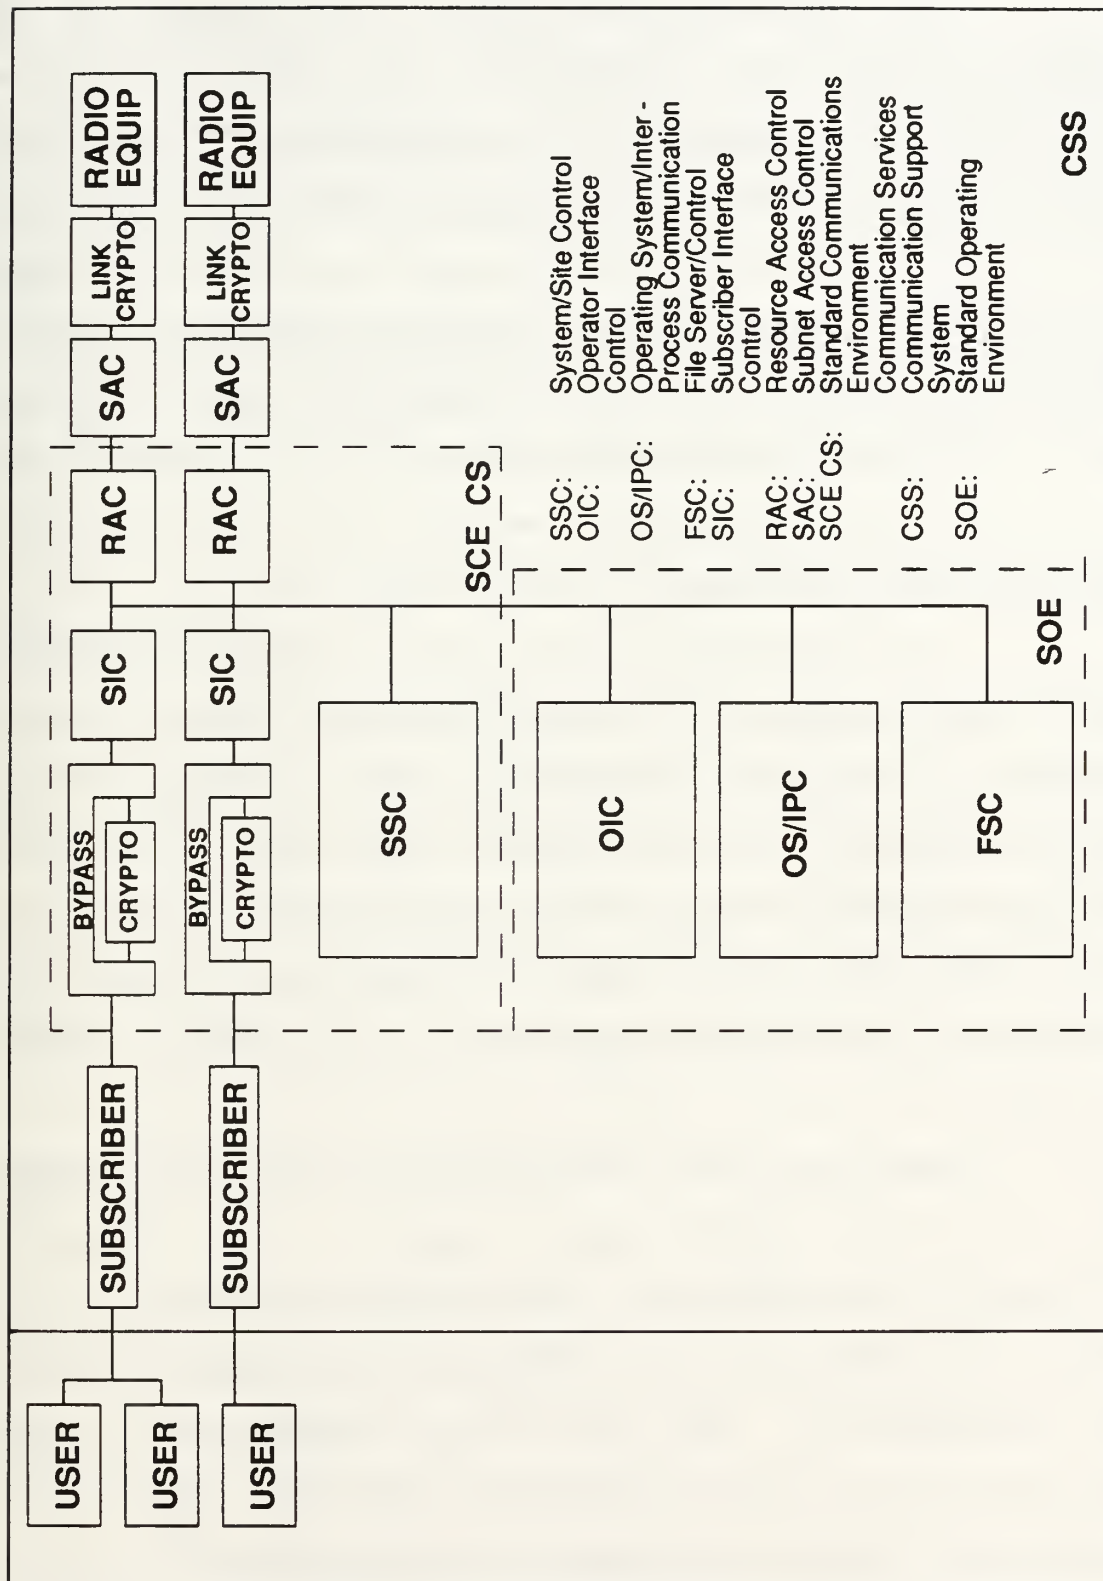 USER
USER
USER
SUBSCRIBER
SUBSCRIBER
BYPASS
CRYPTO
BYPASS
CRYPTO
SIC
SIC
RAC
RAC
SAC
SAC
LINK
CRYPTO
LINK
CRYPTO
RADIO
EQUIP
RADIO
EQUIP
SSC
SCE CS
OIC
OS/IPC
FSC
SOE
SSC: System/Site Control
OIC: Operator Interface
Control
OS/IPC: Operating System/Inter -
Process Communication
FSC: File Server/Control
SIC: Subscriber Interface
Control
RAC: Resource Access Control
SAC: Subnet Access Control
SCE CS: Standard Communications
Environment
Communication Services
CSS: Communication Support
System
SOE: Standard Operating
Environment
CSS